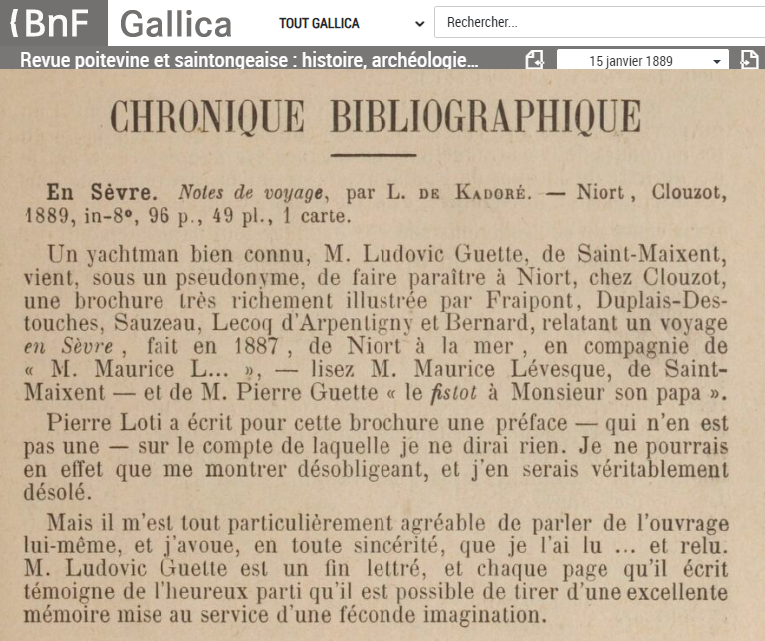 BnF Gallica TOUT GALLICA Rechercher...
Revue poitevine et saintongeaise : histoire, archéologie... 15 janvier 1889
CHRONIQUE BIBLIOGRAPHIQUE
En Sèvre. Notes de voyage, par L. DE KADORÉ. — Niort, Clouzot,
1889, in-8°, 96 p., 49 pl., 1 carte.
Un yachtman bien connu, M. Ludovic Guette, de Saint-Maixent,
vient, sous un pseudonyme, de faire paraître à Niort, chez Clouzot,
une brochure très richement illustrée par Fraipont, Duplais-Des-
touches, Sauzeau, Lecoq d'Arpentigny et Bernard, relatant un voyage
en Sèvre, fait en 1887, de Niort à la mer, en compagnie de
« M. Maurice L... », — lisez M. Maurice Lévesque, de Saint-
Maixent — et de M. Pierre Guette « le fistot à Monsieur son papa ».
Pierre Loti a écrit pour cette brochure une préface — qui n'en est
pas une — sur le compte de laquelle je ne dirai rien. Je ne pourrais
en effet que me montrer désobligeant, et j'en serais véritablement
désolé.
Mais il m'est tout particulièrement agréable de parler de l'ouvrage
lui-même, et j'avoue, en toute sincérité, que je l'ai lu ... et relu.
M. Ludovic Guette est un fin lettré, et chaque page qu'il écrit
témoigne de l'heureux parti qu'il est possible de tirer d'une excellente
mémoire mise au service d'une féconde imagination.